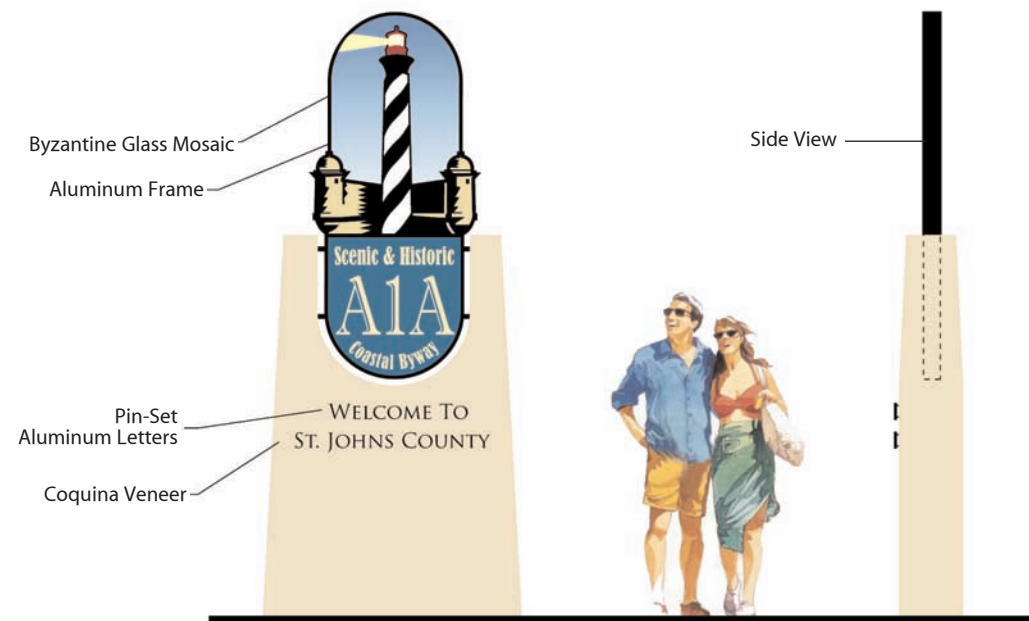 Byzantine Glass Mosaic
Aluminum Frame
Scenic & Historic
A1A
Coastal Byway
Pin-Set
Aluminum Letters
WELCOME TO
ST. JOHNS COUNTY
Coquina Veneer
Side View